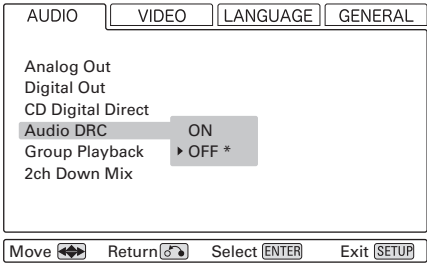 AUDIO VIDEO LANGUAGE GENERAL
Analog Out
Digital Out
CD Digital Direct
Audio DRC ON
Group Playback OFF *
2ch Down Mix
Move Return Select ENTER Exit SETUP